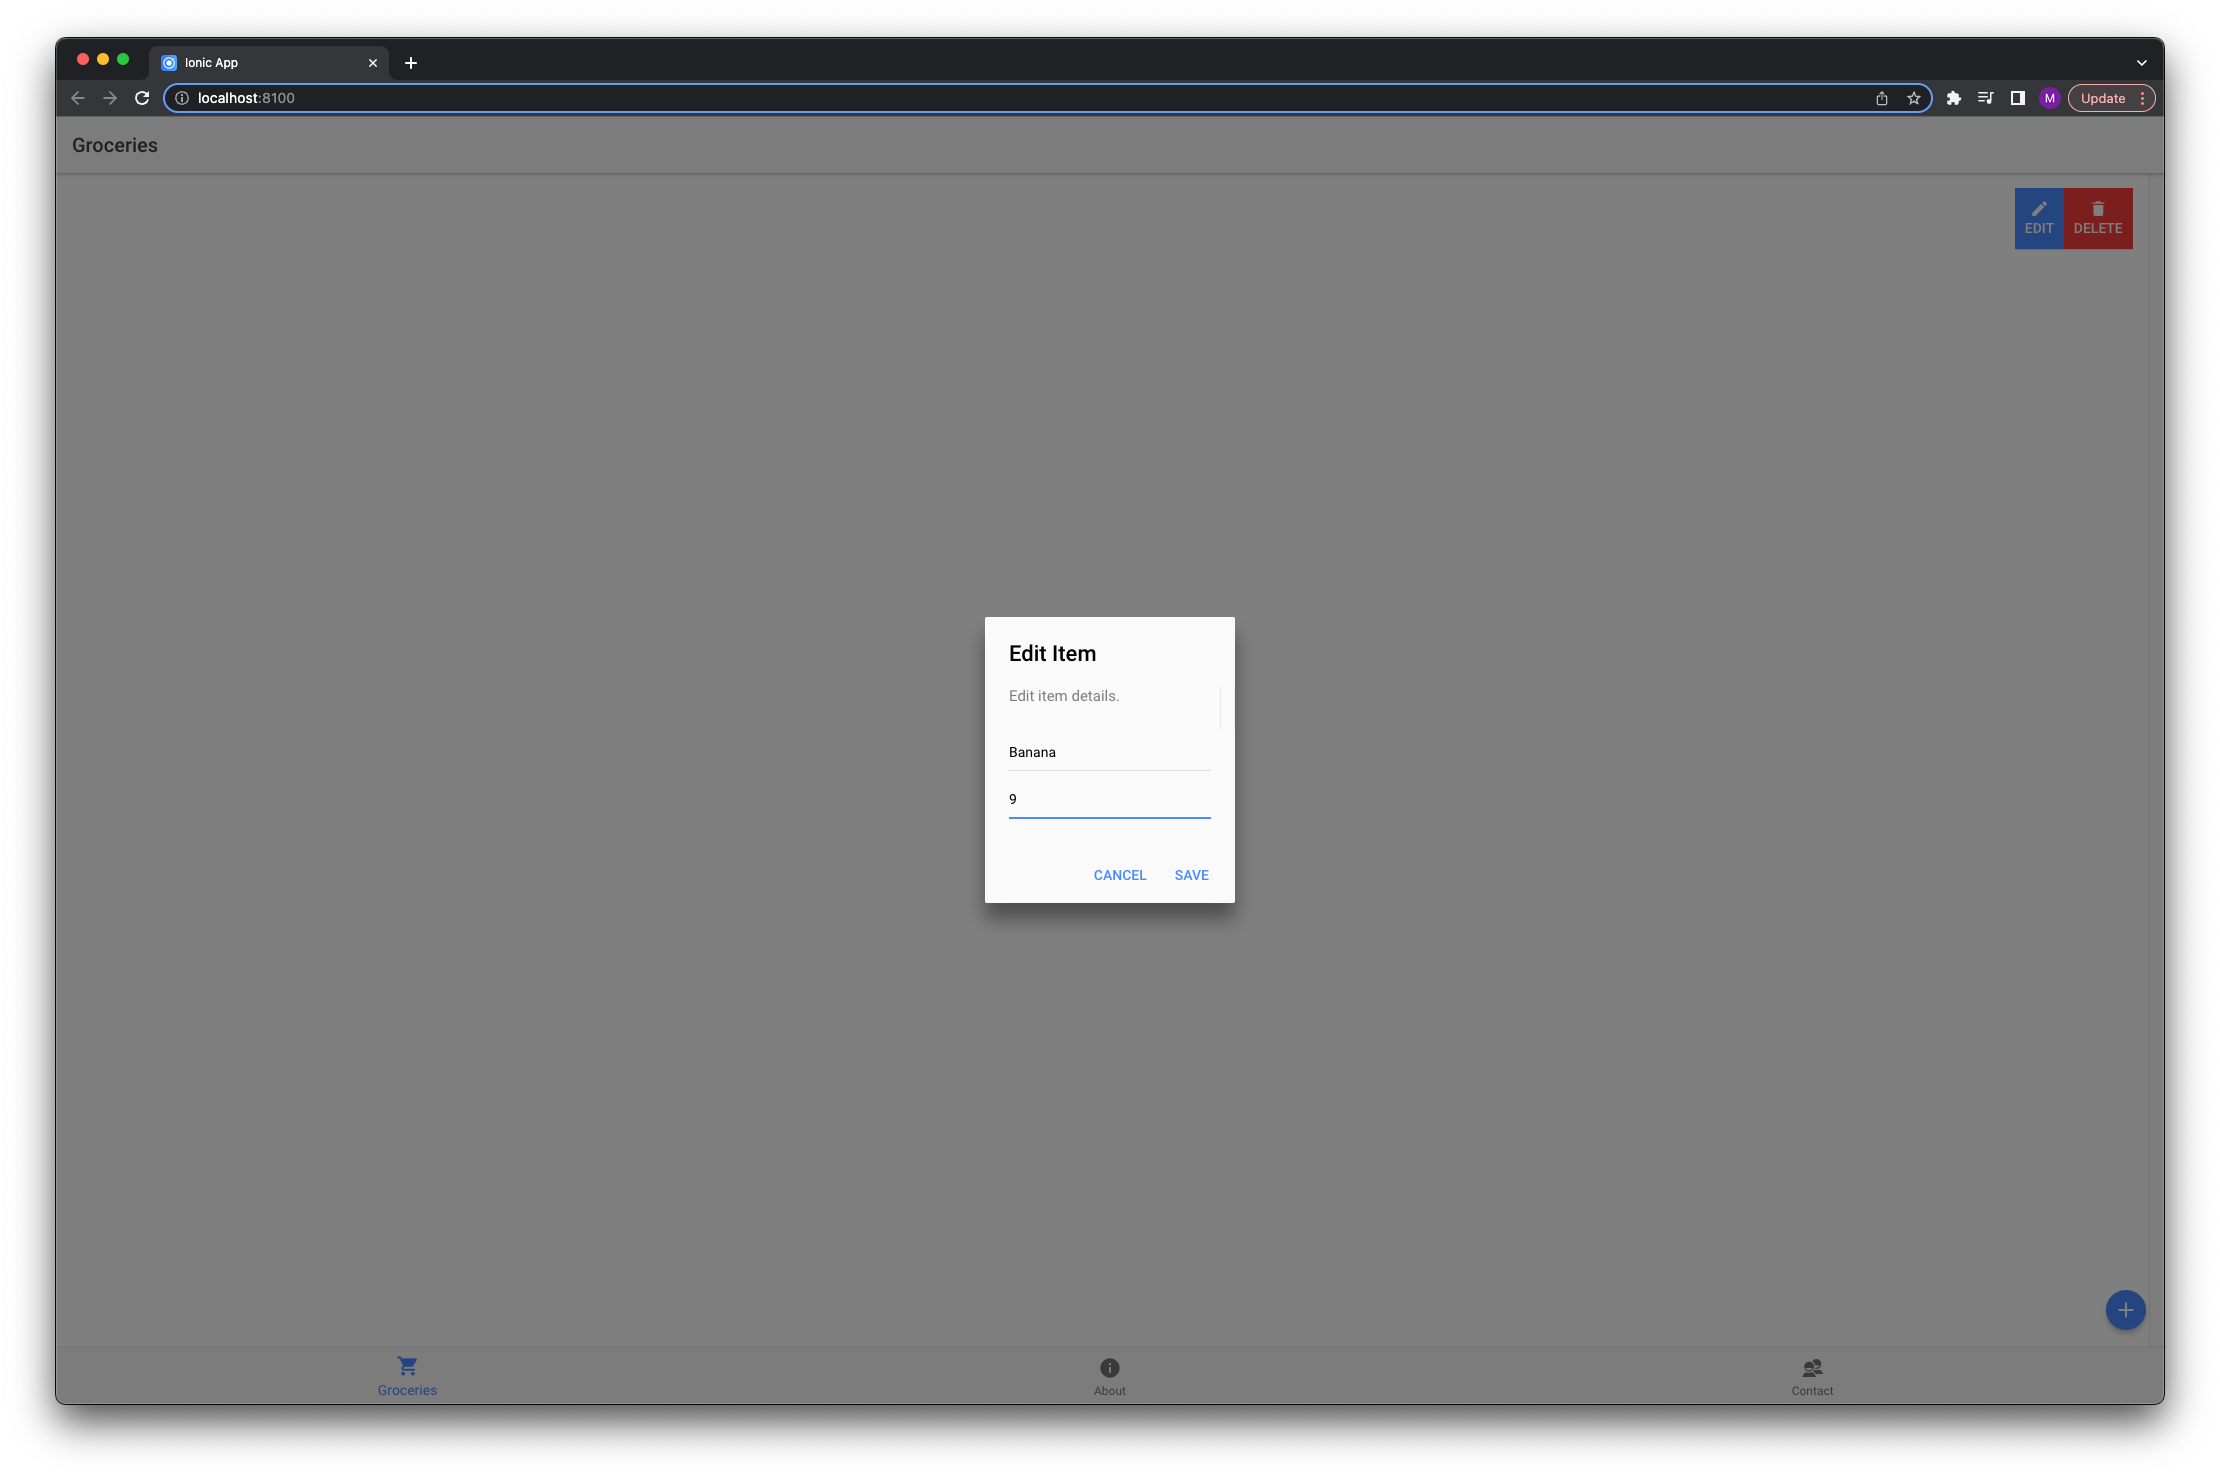 Ionic App
localhost:8100
M
Update
Groceries
EDIT
DELETE
Edit Item
Edit item details.
Banana
9
CANCEL
SAVE
Groceries
About
Contact